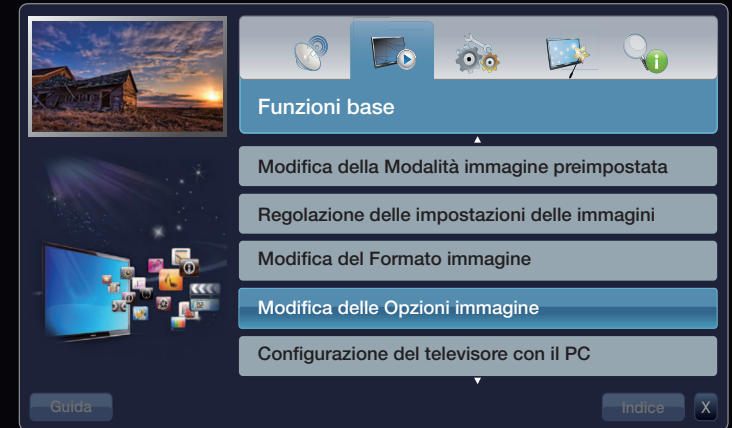 Funzioni base
Modifica della Modalità immagine preimpostata
Regolazione delle impostazioni delle immagini
Modifica del Formato immagine
Modifica delle Opzioni immagine
Configurazione del televisore con il PC
Guida
Indice
X